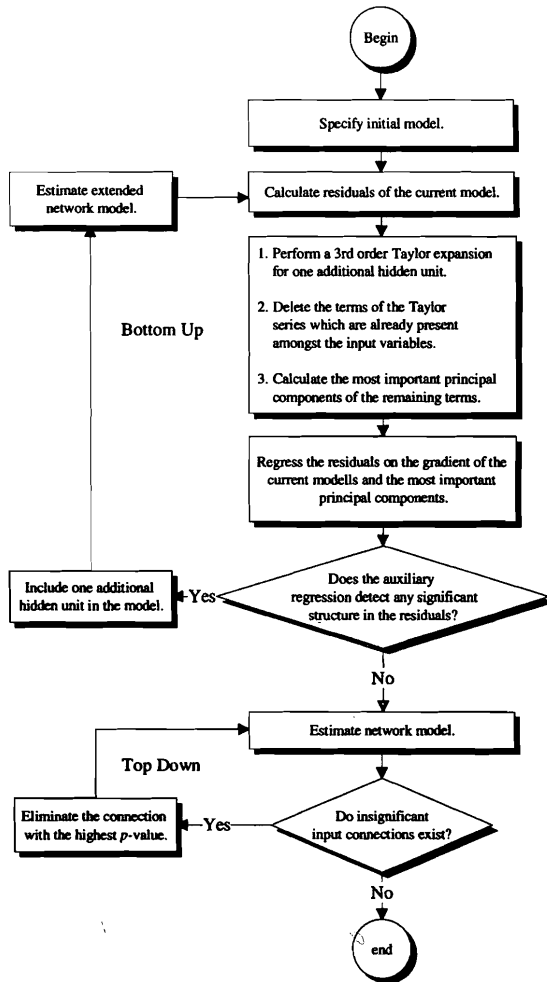 Begin
Specify initial model.
Estimate extended
network model.
Calculate residuals of the current model.
1. Perform a 3rd order Taylor expansion
for one additional hidden unit.
2. Delete the terms of the Taylor
series which are already present
amongst the input variables.
3. Calculate the most important principal
components of the remaining terms.
Bottom Up
Regress the residuals on the gradient of the
current modells and the most important
principal components.
Does the auxiliary
regression detect any significant
structure in the residuals?
Yes
Include one additional
hidden unit in the model.
No
Estimate network model.
Top Down
Do insignificant
input connections exist?
Yes
Eliminate the connection
with the highest p-value.
No
end